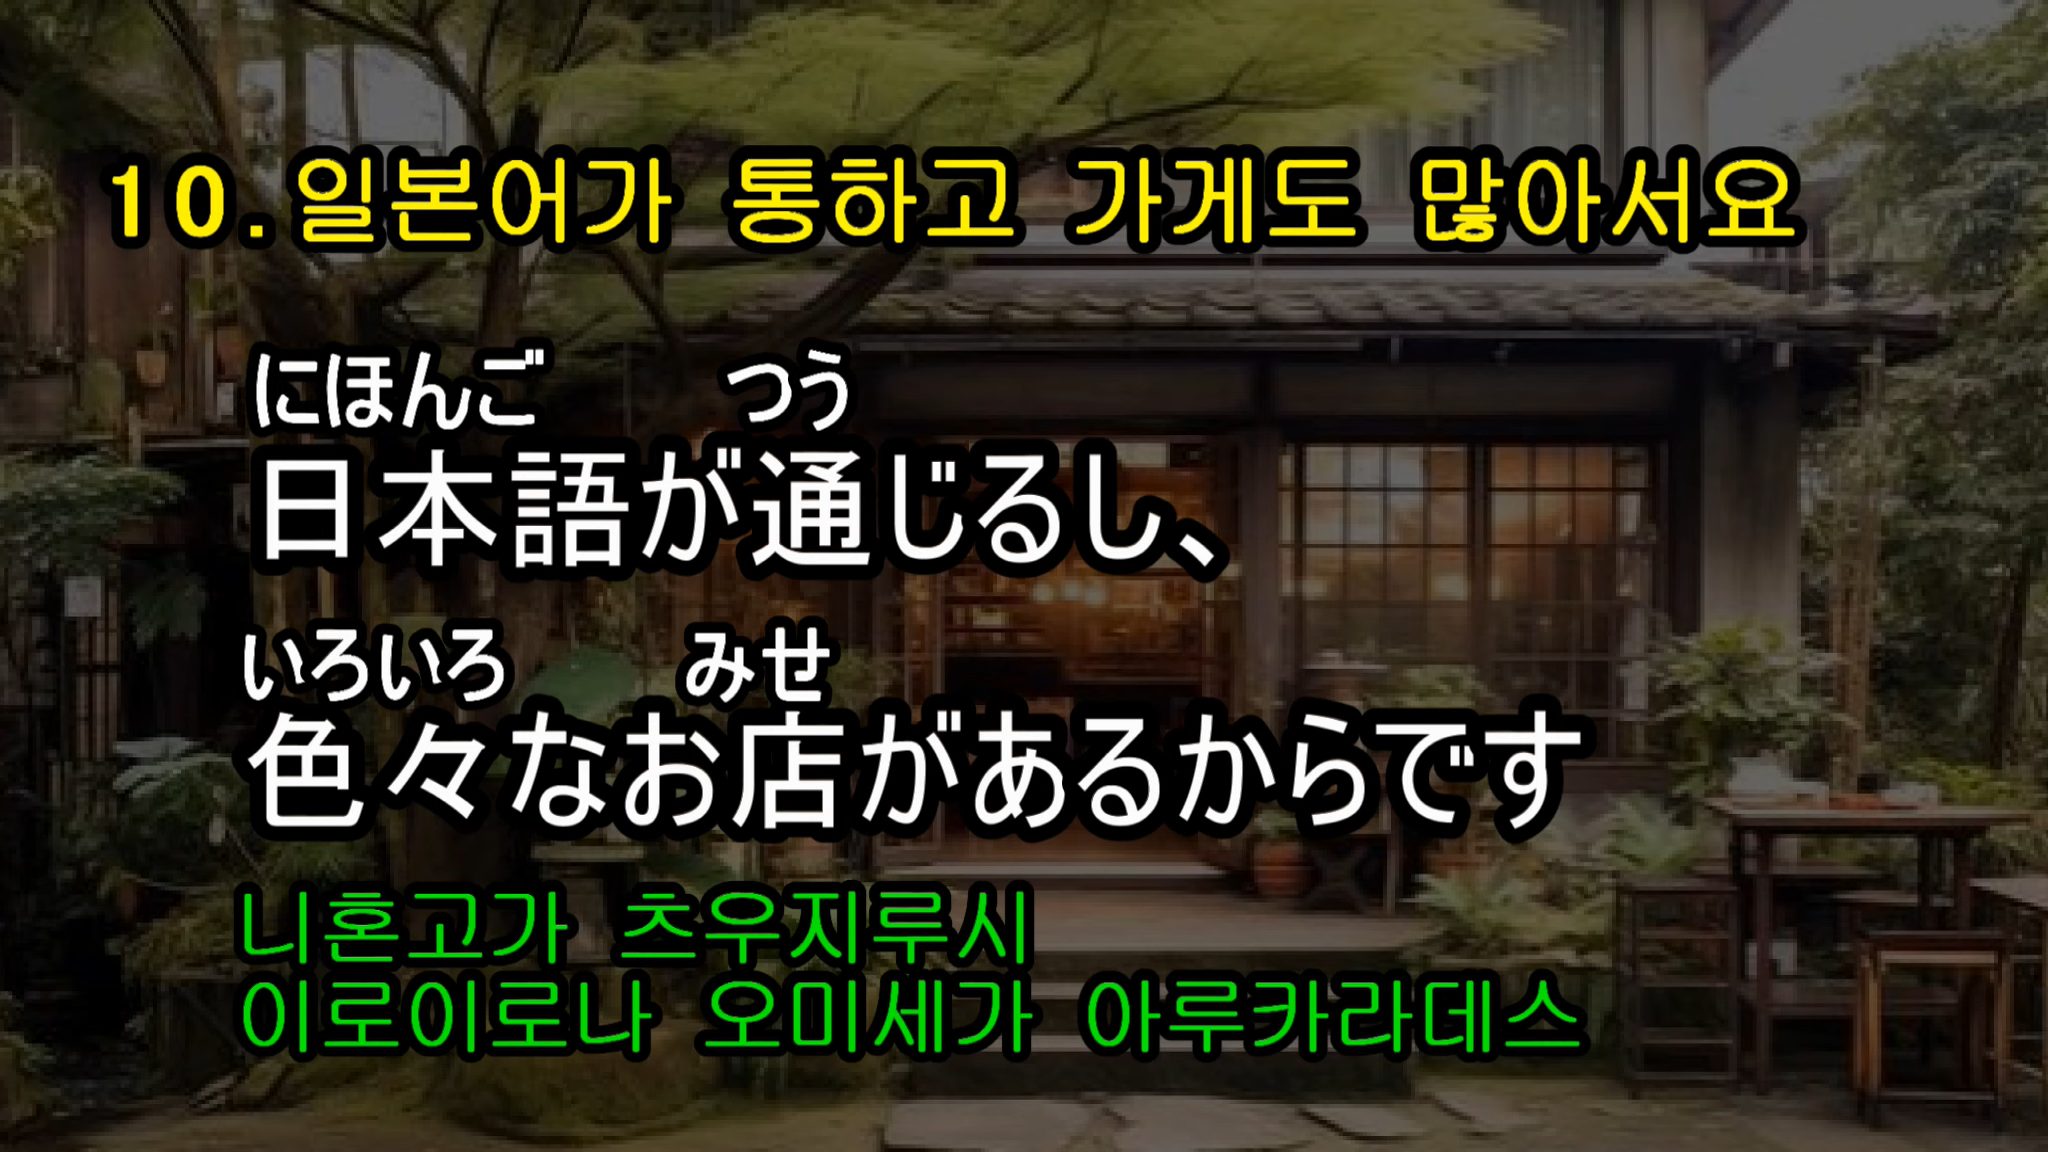 10.일본어가 통하고 가게도 많아서요
にほんご つう
日本語が通じるし、
いろいろ みせ
色々なお店があるからです
니혼고가 츠우지루시
이로이로나 오미세가 아루카라데스